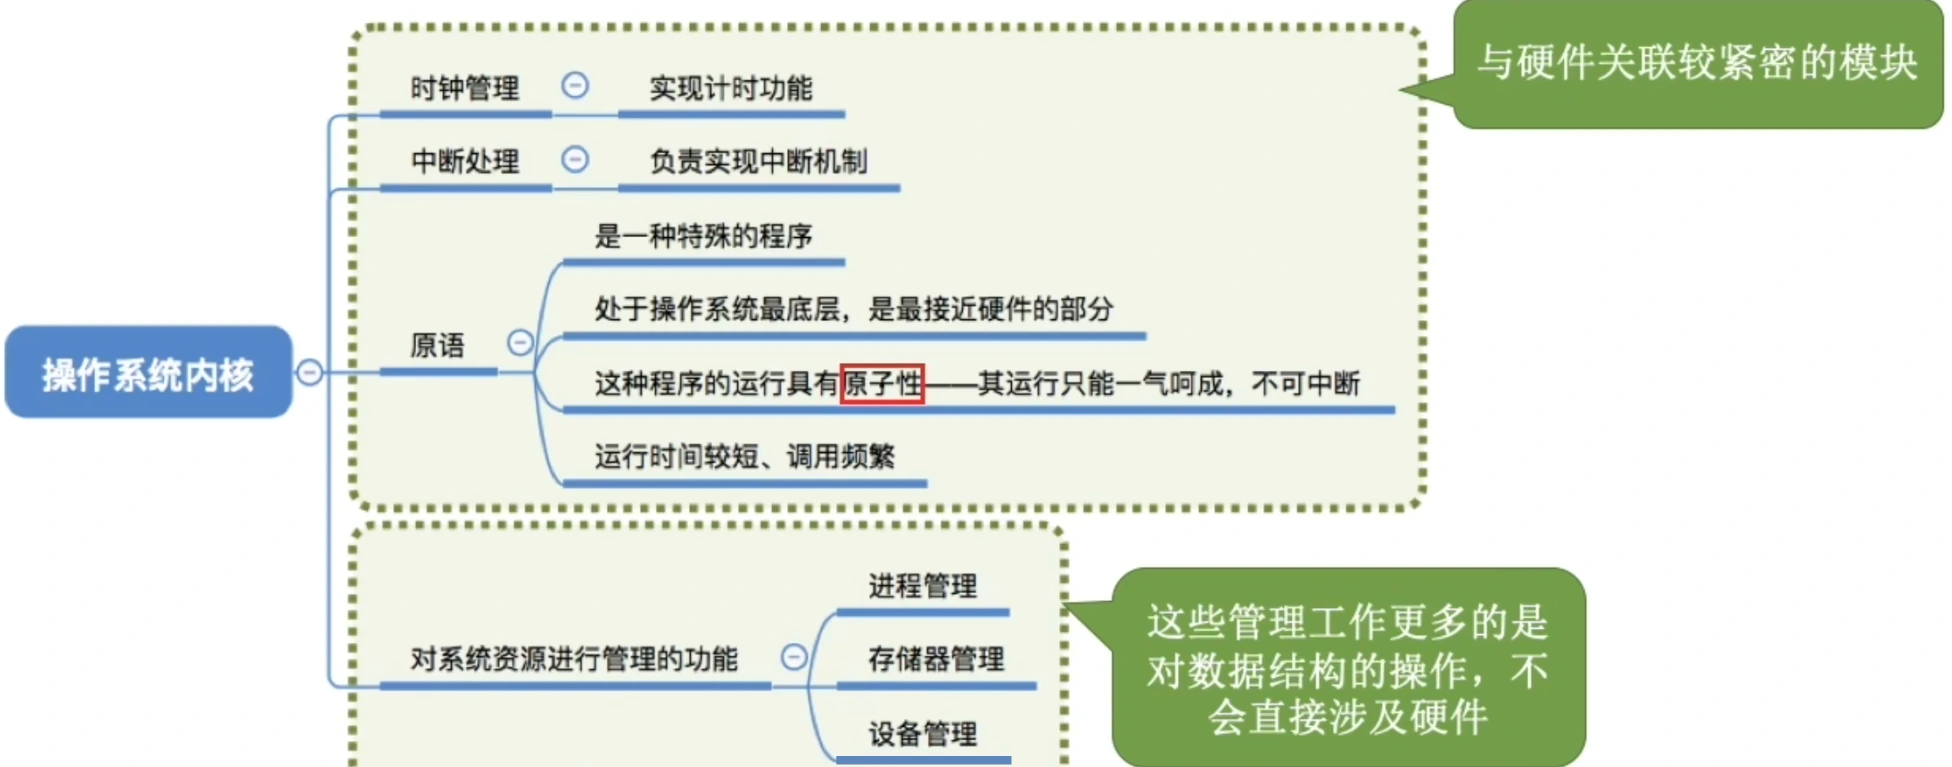 与硬件关联较紧密的模块
时钟管理
实现计时功能
中断处理
负责实现中断机制
是一种特殊的程序
处于操作系统最底层，是最接近硬件的部分
原语
这种程序的运行具有原子性——其运行只能一气呵成，不可中断
运行时间较短、调用频繁
操作系统内核
进程管理
对系统资源进行管理的功能
存储器管理
设备管理
这些管理工作更多的是
对数据结构的操作，不
会直接涉及硬件